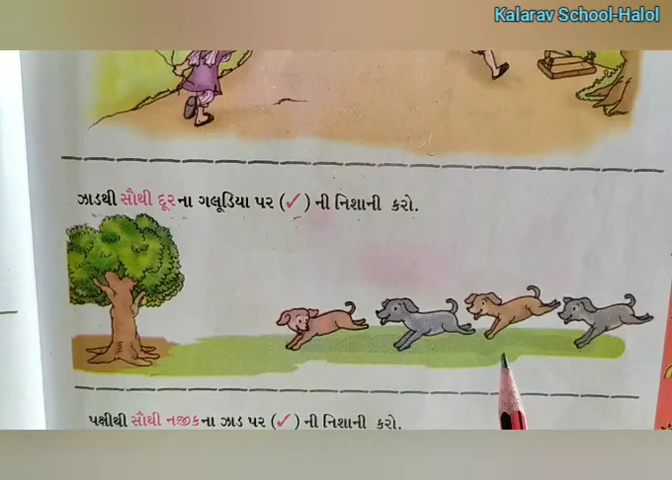 Kalarav School-Halol
ઝાડથી સૌથી દૂરના ગલૂડિયા પર (✓) ની નિશાની કરો.
પક્ષીથી સૌથી નજીકના ઝાડ પર (✓) ની નિશાની કરો.